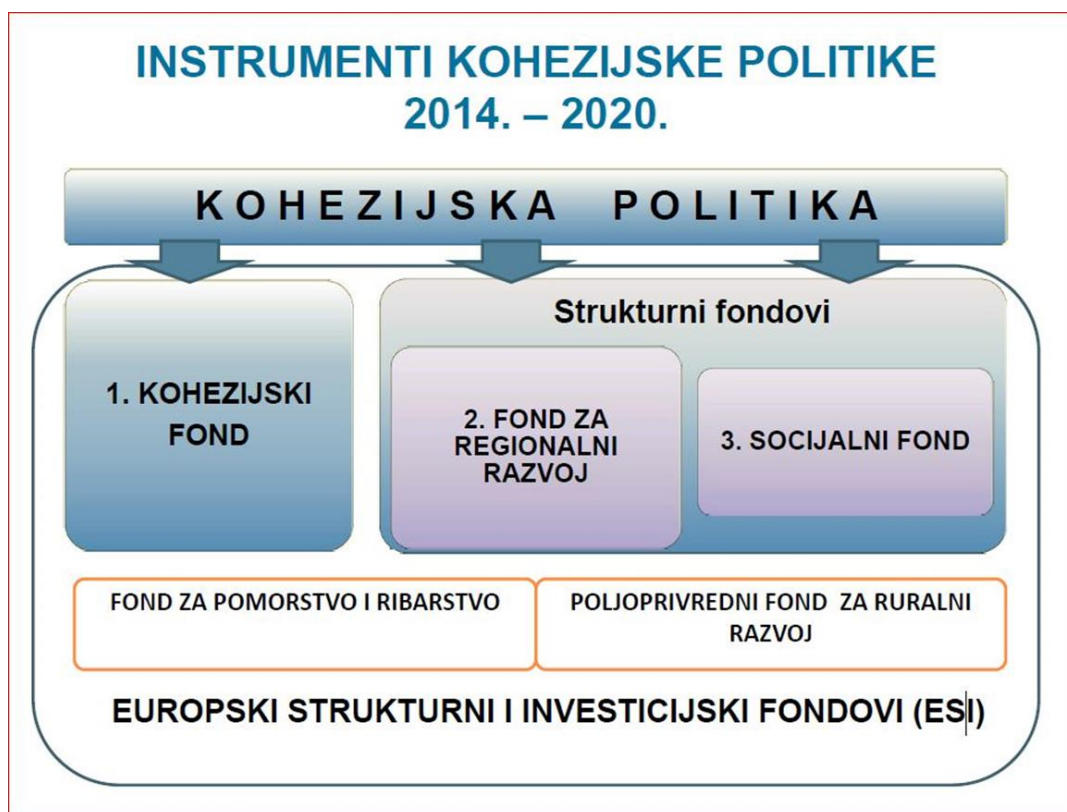 INSTRUMENTI KOHEZIJSKE POLITIKE
2014. – 2020.
KOHEZIJSKA POLITIKA
Strukturni fondovi
1. KOHEZIJSKI
FOND
2. FOND ZA
REGIONALNI
RAZVOJ
3. SOCIJALNI FOND
FOND ZA POMORSTVO I RIBARSTVO
POLJOPRIVREDNI FOND ZA RURALNI
RAZVOJ
EUROPSKI STRUKTURNI I INVESTICIJSKI FONDOVI (ESI)